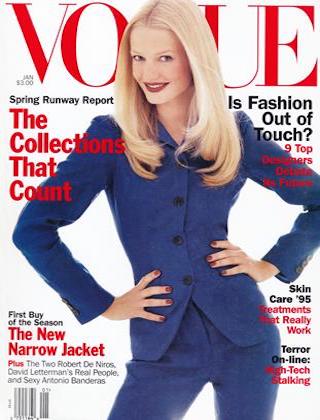 VOGUE
JAN
$3.00
Spring Runway Report
The
Collections
That
Count
Is Fashion
Out of
Touch?
9 Top
Designers
Debate
Its Future
Skin
Care '95
Treatments
That Really
Work
Terror
On-line:
High-Tech
Stalking
First Buy
of the Season
The New
Narrow Jacket
Plus The Two Robert De Niros,
David Letterman's Real People,
and Sexy Antonio Banderas
01